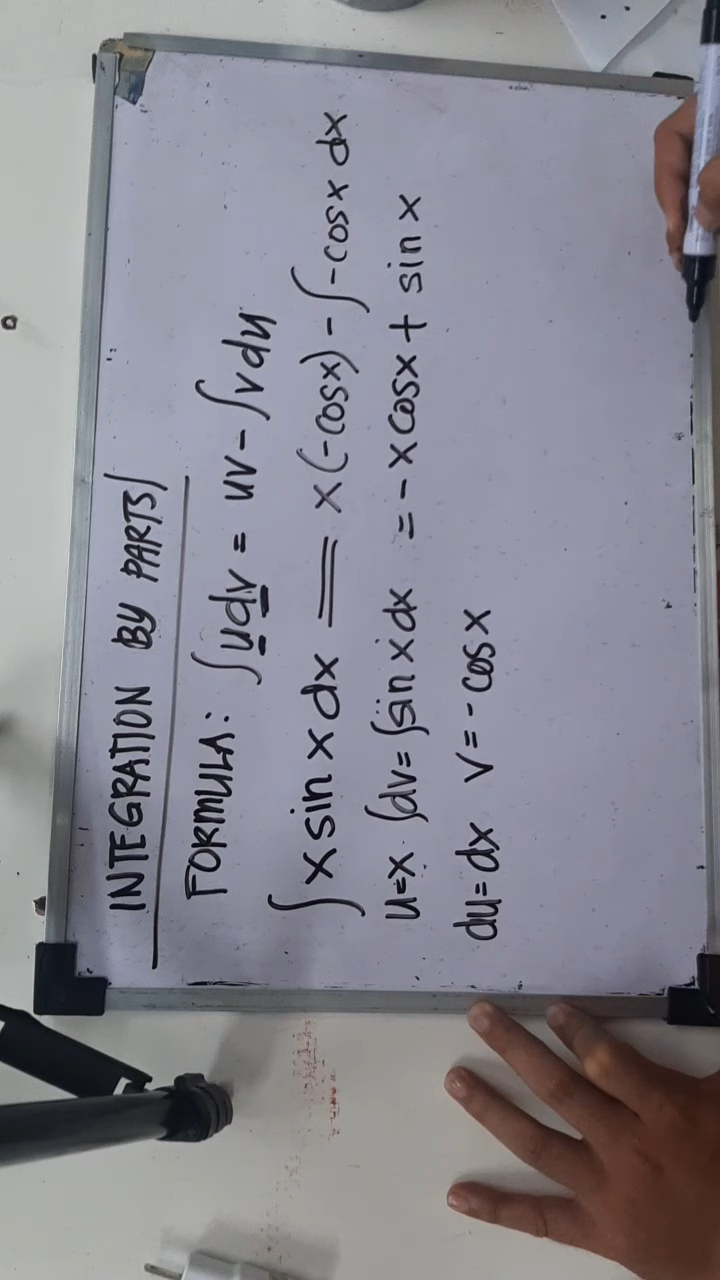 INTEGRATION BY PARTS
FORMULA: ∫udv = uv - ∫vdu
∫ x sin x dx = x(-cosx) - ∫-cosx dx
u=x ∫dv = ∫sin x dx = -xcosx + sin x
du=dx v=-cosx